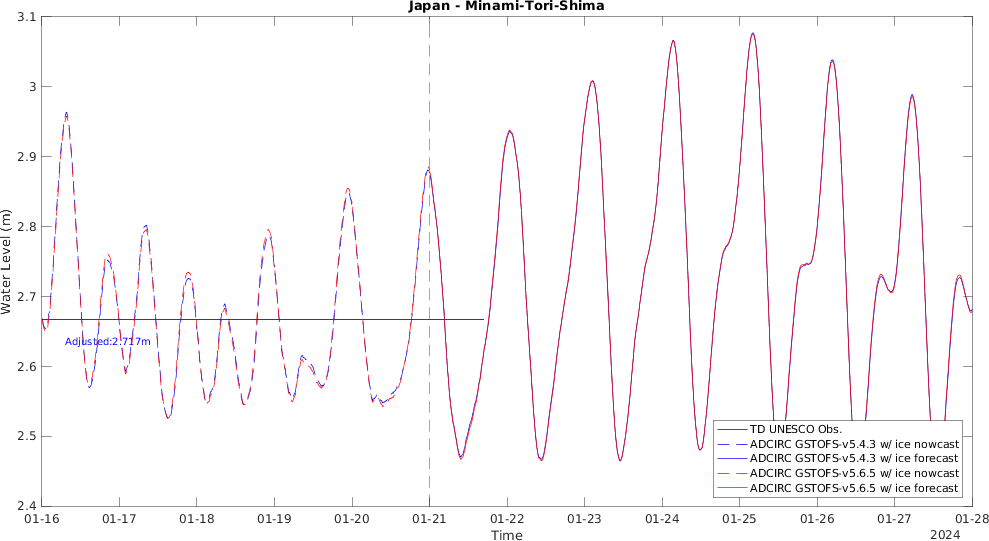 Japan - Minami-Tori-Shima
3.1
3
2.9
2.8
2.7
2.6
2.5
2.4
Water Level (m)
Adjusted:2.717m
TD UNESCO Obs.
ADCIRC GSTOFS-v5.4.3 w/ ice nowcast
ADCIRC GSTOFS-v5.4.3 w/ ice forecast
ADCIRC GSTOFS-v5.6.5 w/ ice nowcast
ADCIRC GSTOFS-v5.6.5 w/ ice forecast
01-16 01-17 01-18 01-19 01-20 01-21 01-22 01-23 01-24 01-25 01-26 01-27 01-28
Time
2024